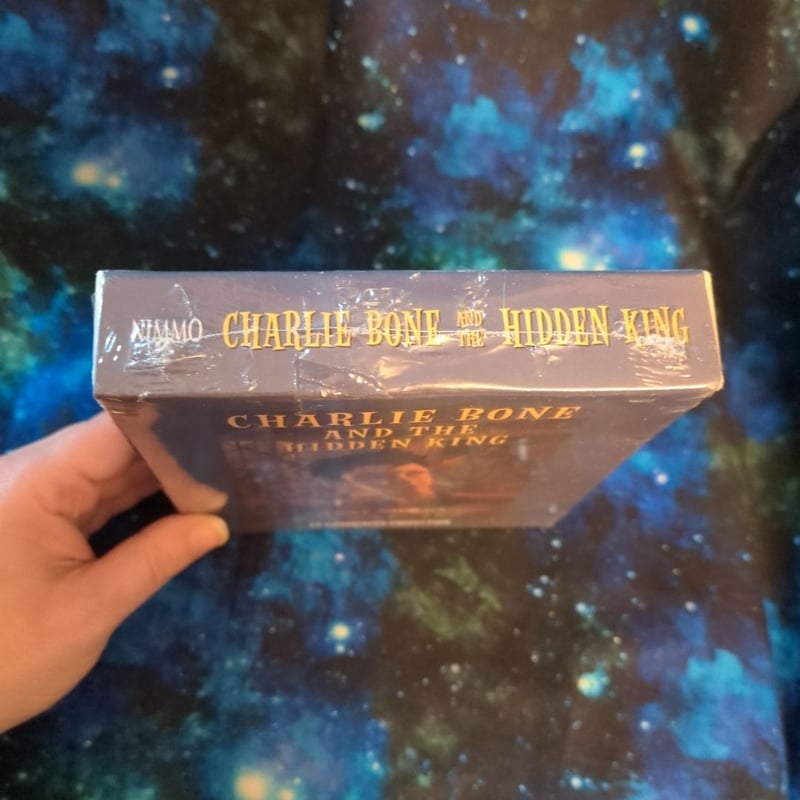 NIMMO CHARLIE BONE AND THE HIDDEN KING
CHARLIE BONE
AND THE
HIDDEN KING